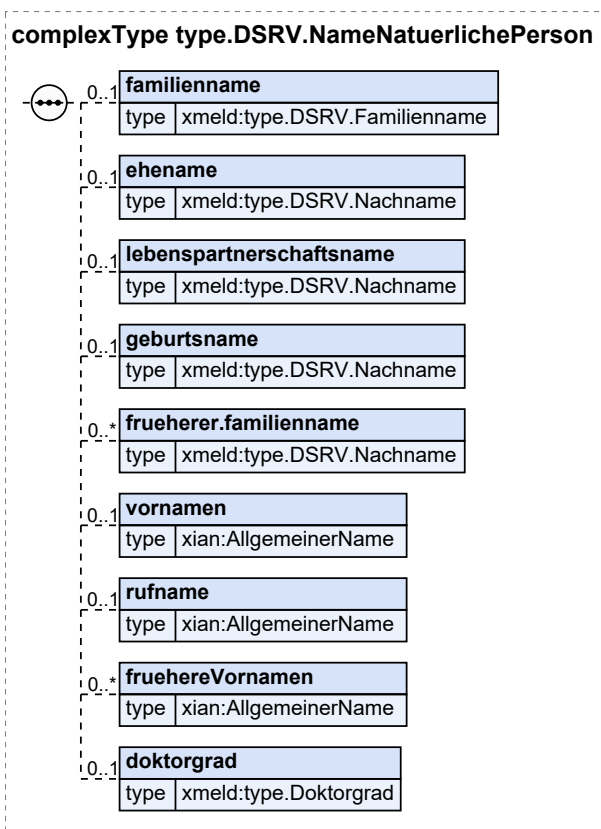 complexType type.DSRV.NameNatuerlichePerson
0..1 familienname
type xmeld:type.DSRV.Familienname
0..1 ehename
type xmeld:type.DSRV.Nachname
0..1 lebenspartnerschaftsname
type xmeld:type.DSRV.Nachname
0..1 geburtsname
type xmeld:type.DSRV.Nachname
0..* frueherer.familienname
type xmeld:type.DSRV.Nachname
0..1 vornamen
type xian:AllgemeinerName
0..1 rufname
type xian:AllgemeinerName
0..* fruehereVornamen
type xian:AllgemeinerName
0..1 doktorgrad
type xmeld:type.Doktorgrad